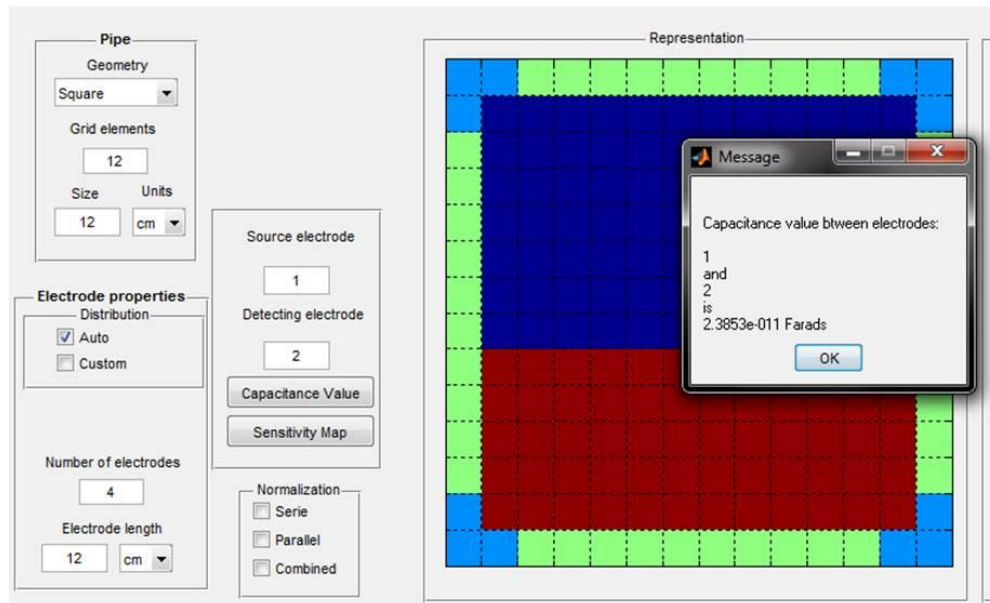 Pipe
Geometry
Square
Grid elements
12
Size Units
12 cm
Electrode properties
Distribution
Auto
Custom
Number of electrodes
4
Electrode length
12 cm
Source electrode
1
Detecting electrode
2
Capacitance Value
Sensitivity Map
Normalization
Serie
Parallel
Combined
Representation
Message
Capacitance value btween electrodes:
1
and
2
is
2.3853e-011 Farads
OK